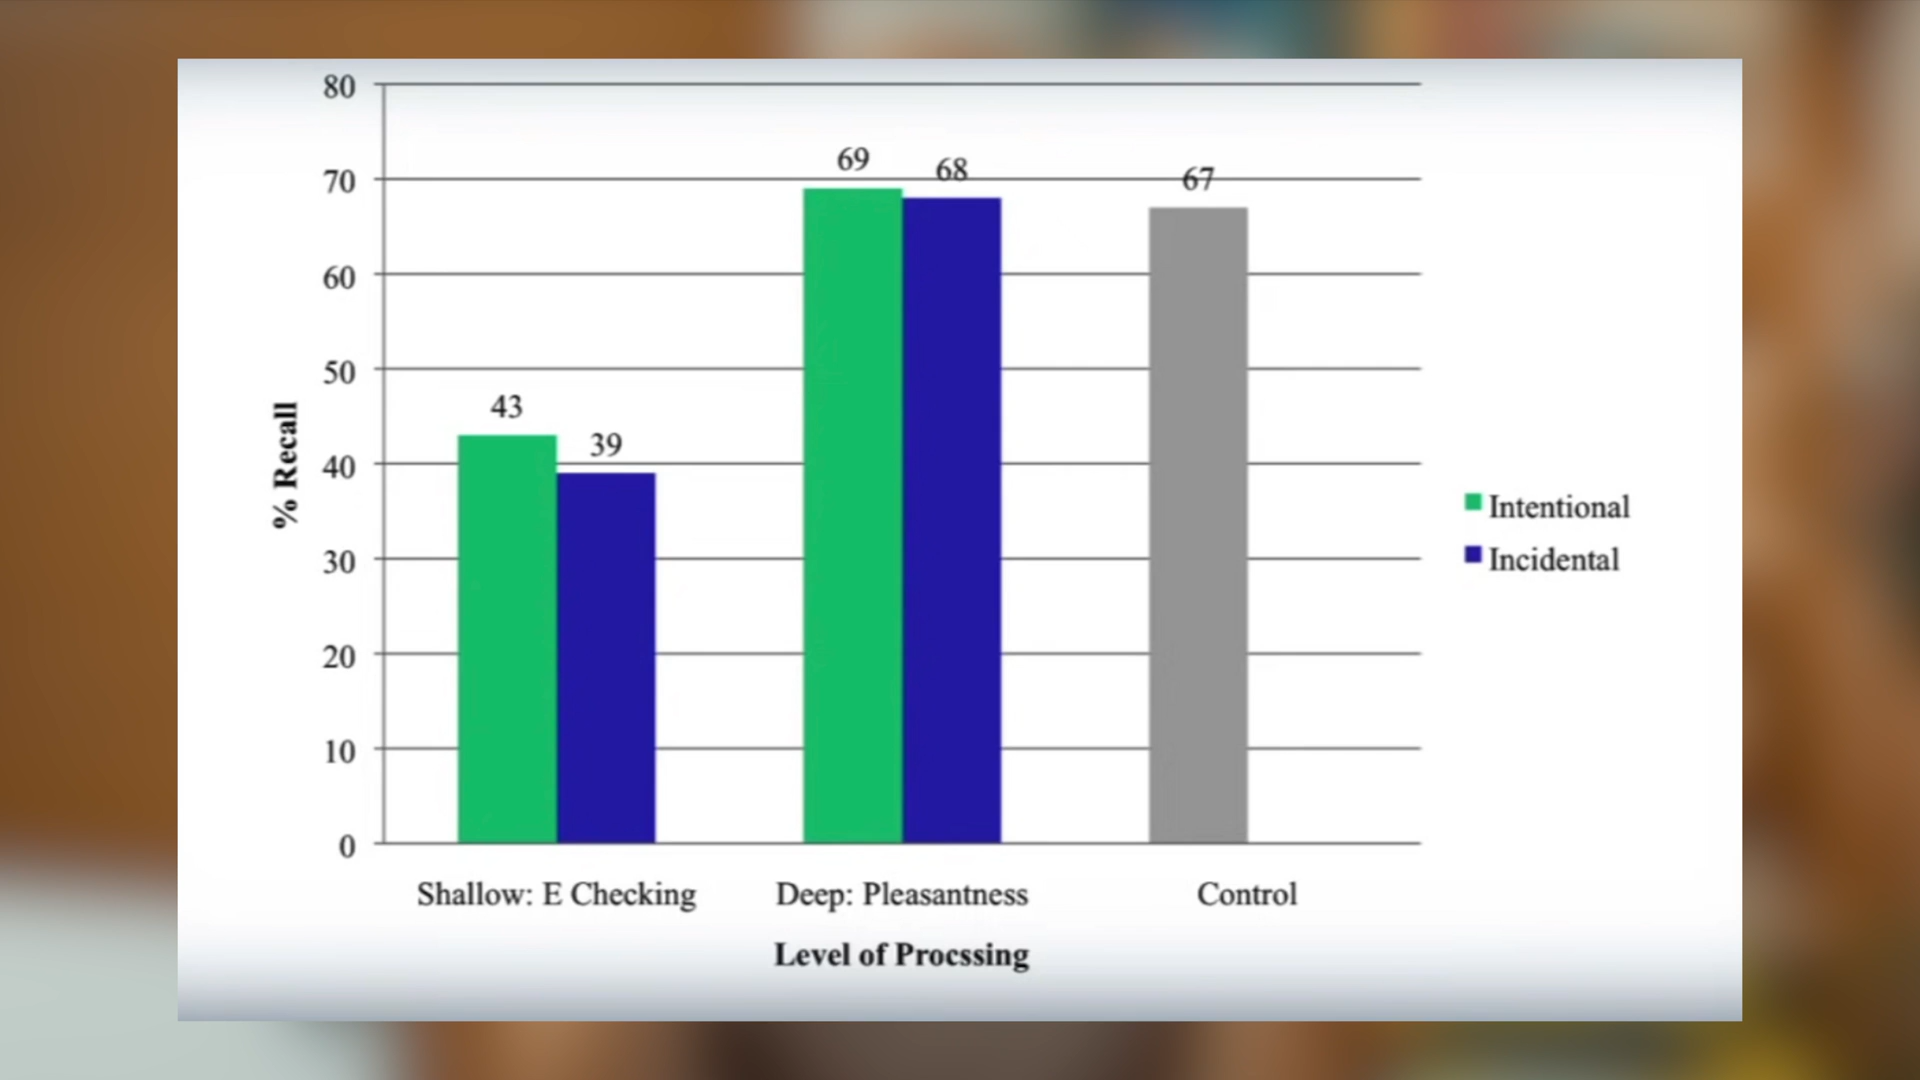 80
70
60
50
40
30
20
10
0
% Recall
43
39
69
68
67
Shallow: E Checking
Deep: Pleasantness
Control
Level of Procssing
Intentional
Incidental